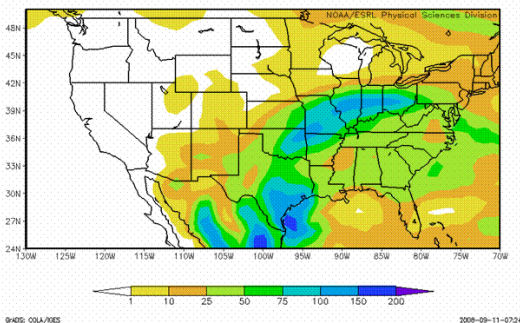 NOAA/ESRL Physical Sciences Division
48N
45N
42N
39N
36N
33N
30N
27N
24N
130W 125W 120W 115W 110W 105W 100W 95W 90W 85W 80W 75W 70W
1 10 25 50 75 100 150 200
GrADS: COLA/IGES 2008-09-11-07:24